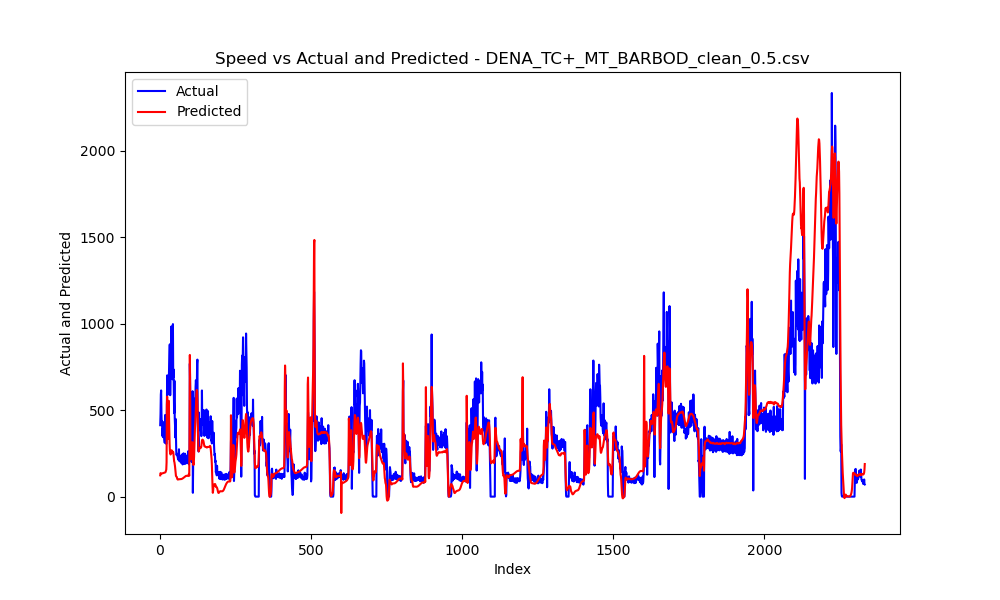 Speed vs Actual and Predicted - DENA_TC+_MT_BARBOD_clean_0.5.csv
Actual
Predicted
2000
1500
1000
500
0
Actual and Predicted
0 500 1000 1500 2000
Index